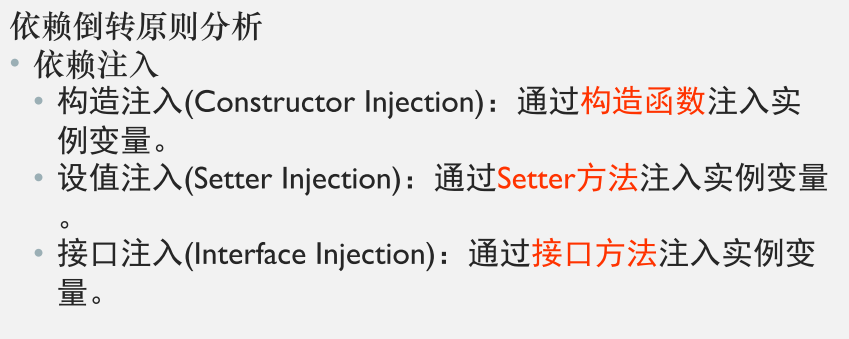 依赖倒转原则分析
• 依赖注入
• 构造注入(Constructor Injection)：通过构造函数注入实
例变量。
• 设值注入(Setter Injection)：通过Setter方法注入实例变量
。
• 接口注入(Interface Injection)：通过接口方法注入实例变
量。